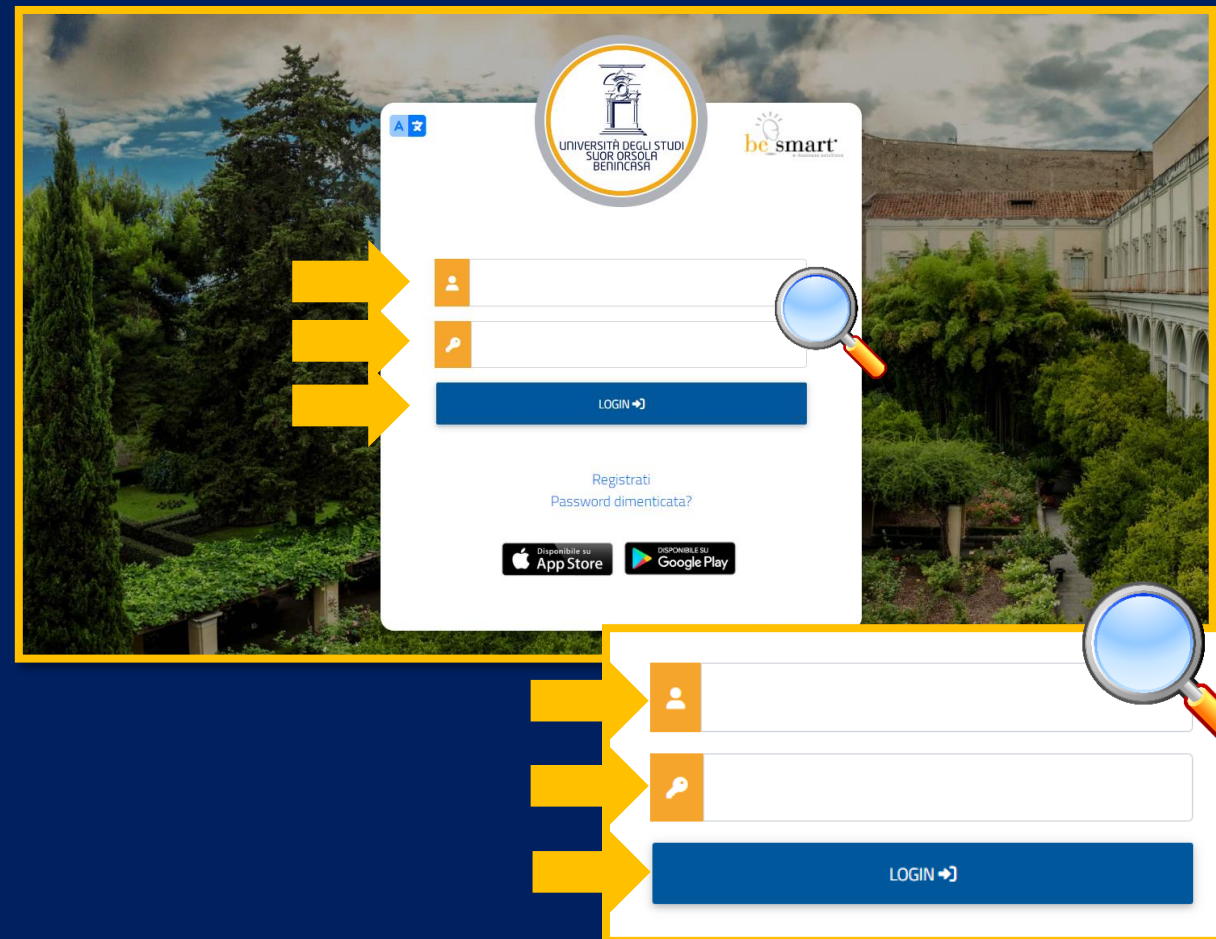 A
UNIVERSITÀ DEGLI STUDI
SUOR ORSOLA
BENINCASA
be smart
LOGIN
Registrati
Password dimenticata?
Disponibile su
App Store
DISPONIBILE SU
Google Play
LOGIN